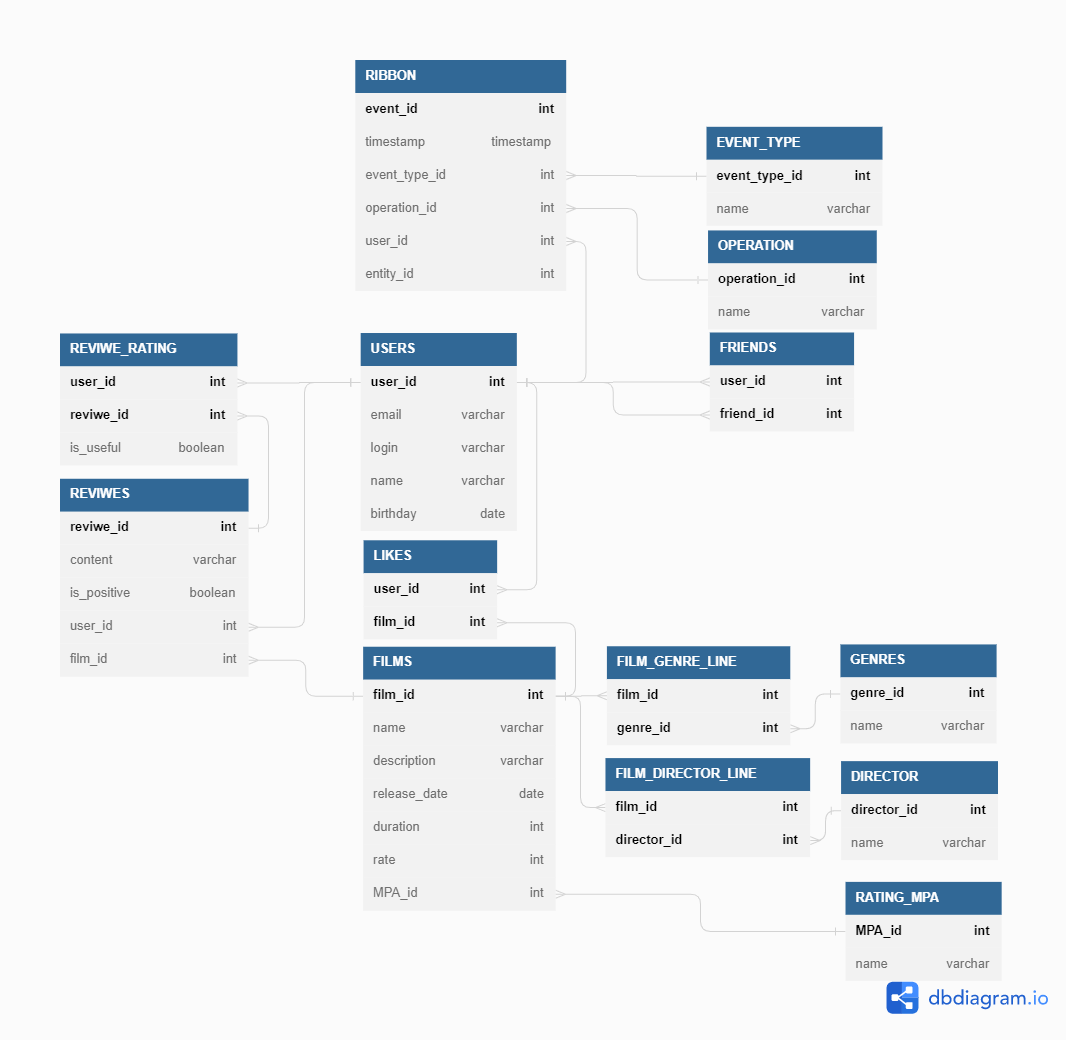 RIBBON
event_id int
timestamp timestamp
event_type_id int
operation_id int
user_id int
entity_id int
EVENT_TYPE
event_type_id int
name varchar
OPERATION
operation_id int
name varchar
FRIENDS
user_id int
friend_id int
REVIWE_RATING
user_id int
reviwe_id int
is_useful boolean
USERS
user_id int
email varchar
login varchar
name varchar
birthday date
REVIWES
reviwe_id int
content varchar
is_positive boolean
user_id int
film_id int
LIKES
user_id int
film_id int
FILMS
film_id int
name varchar
description varchar
release_date date
duration int
rate int
MPA_id int
FILM_GENRE_LINE
film_id int
genre_id int
GENRES
genre_id int
name varchar
FILM_DIRECTOR_LINE
film_id int
director_id int
DIRECTOR
director_id int
name varchar
RATING_MPA
MPA_id int
name varchar
dbdiagram.io